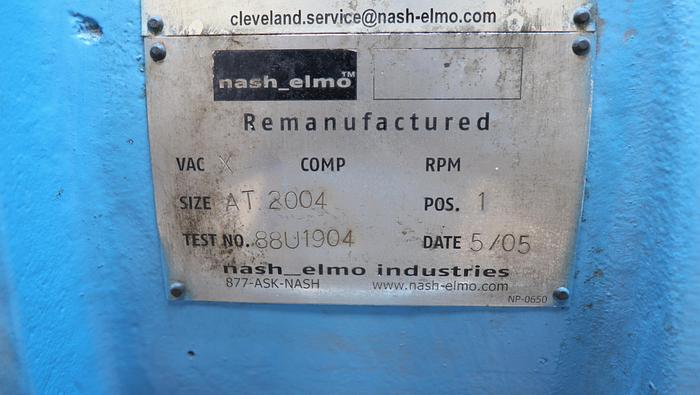 cleveland.service@nash-elmo.com
nash_elmo™
Remanufactured
VAC X COMP RPM
SIZE AT 2004 POS. 1
TEST NO. 88U1904 DATE 5/05
nash_elmo industries
877-ASK-NASH www.nash-elmo.com
NP-0650